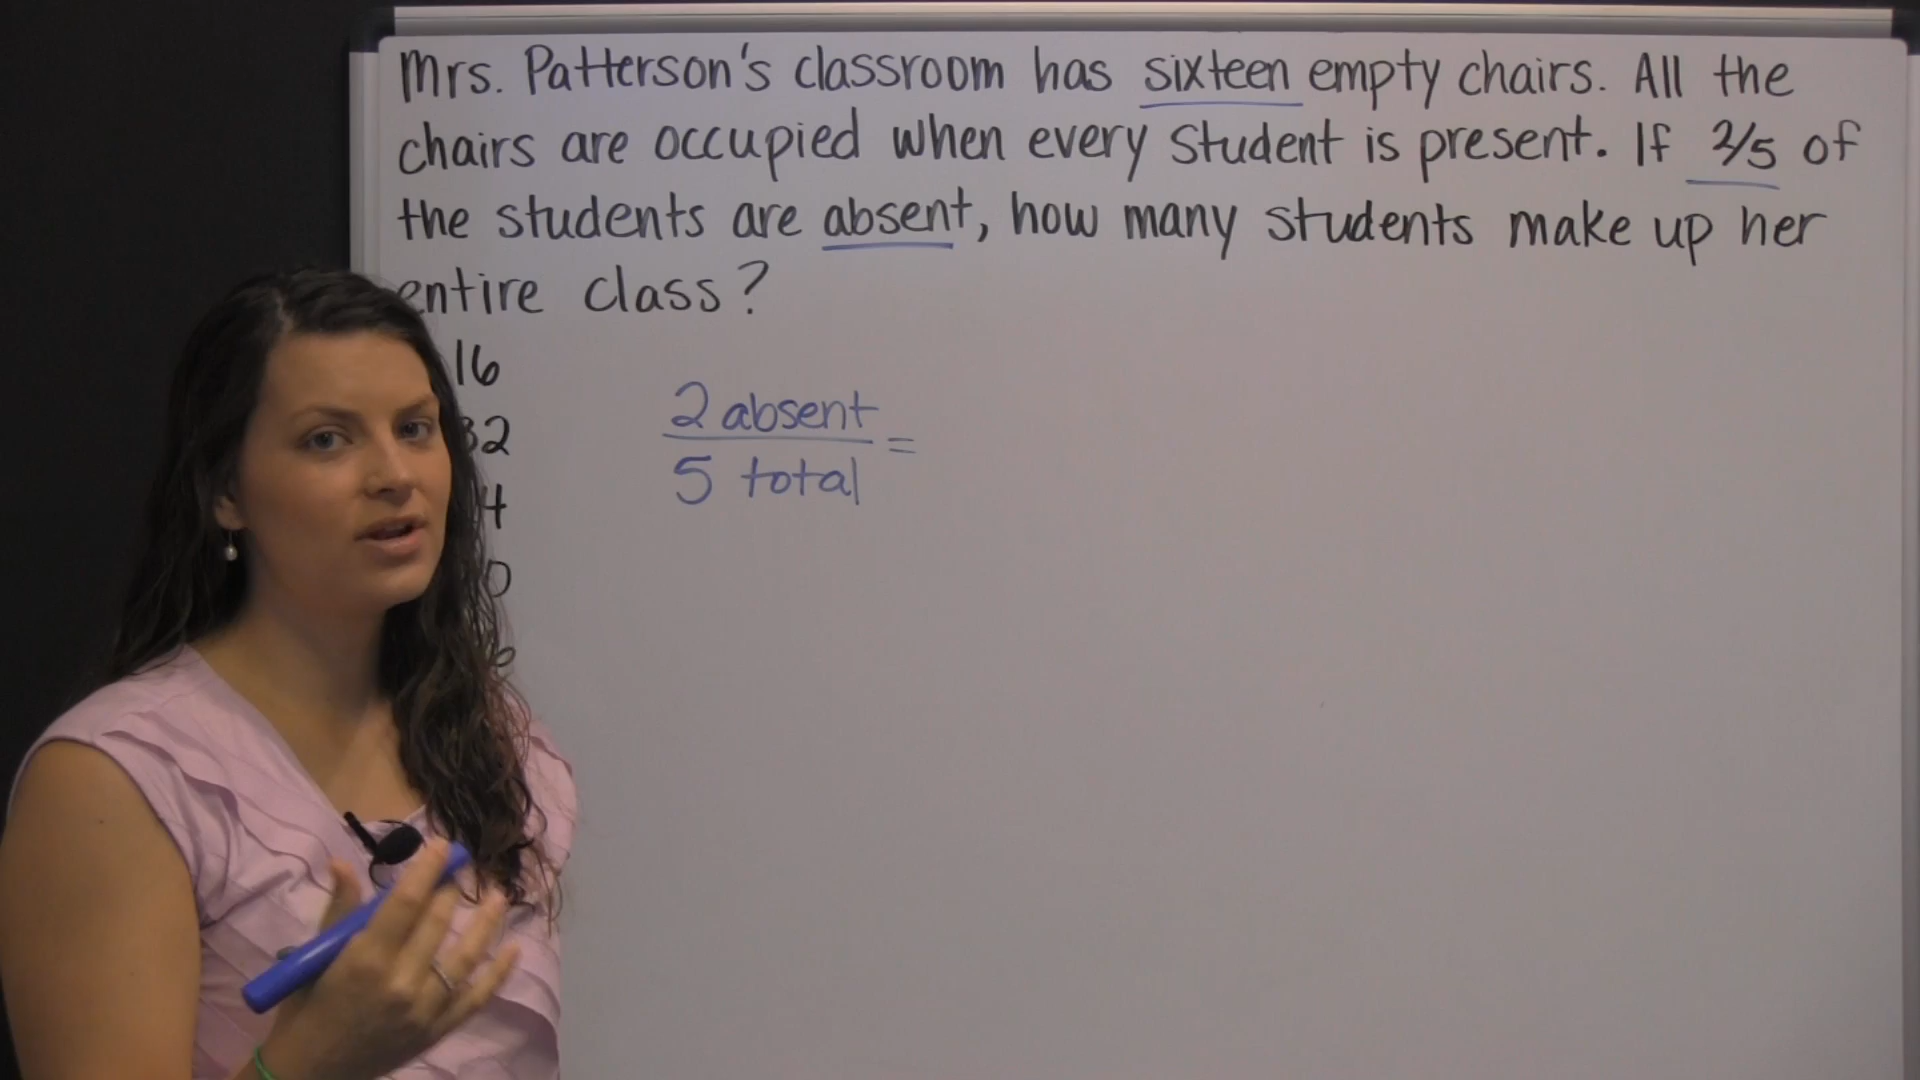 Mrs. Patterson's classroom has sixteen empty chairs. All the
chairs are occupied when every student is present. If 2/5 of
the students are absent, how many students make up her
entire class?
16
32
2 absent
5 total
=